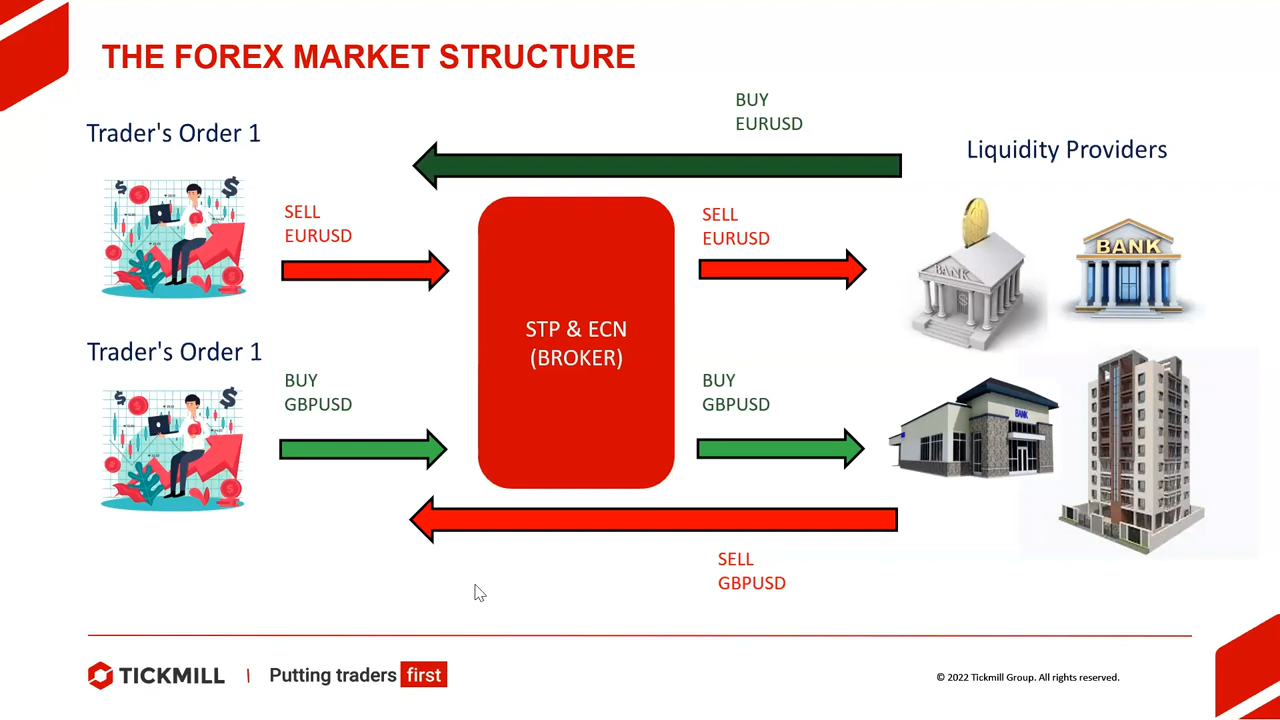 THE FOREX MARKET STRUCTURE
BUY
EURUSD
Trader's Order 1
Liquidity Providers
SELL
EURUSD
SELL
EURUSD
BANK
BANK
STP & ECN
(BROKER)
Trader's Order 1
BUY
GBPUSD
BUY
GBPUSD
BANK
SELL
GBPUSD
TICKMILL
Putting traders first
© 2022 Tickmill Group. All rights reserved.